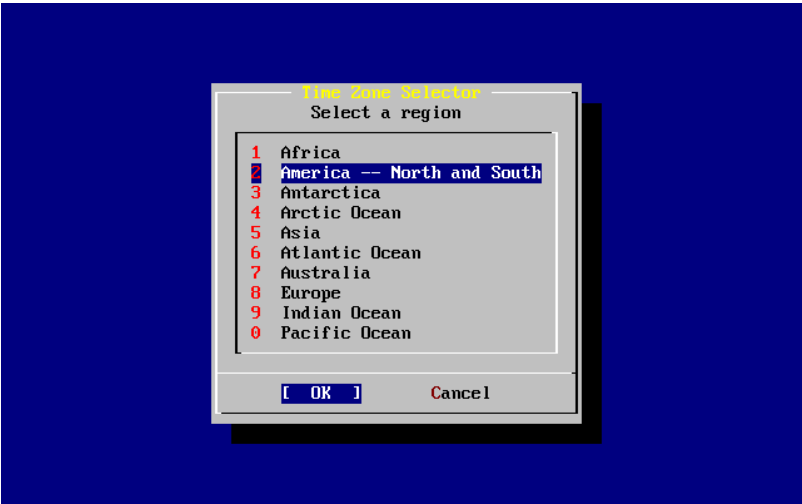 Time Zone Selector
Select a region
1 Africa
2 America -- North and South
3 Antarctica
4 Arctic Ocean
5 Asia
6 Atlantic Ocean
7 Australia
8 Europe
9 Indian Ocean
0 Pacific Ocean
[ OK ] Cancel